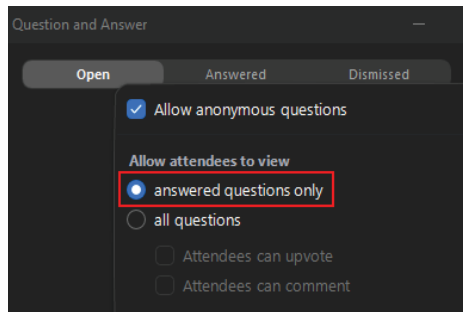 Question and Answer
Open Answered Dismissed
Allow anonymous questions
Allow attendees to view
answered questions only
all questions
Attendees can upvote
Attendees can comment